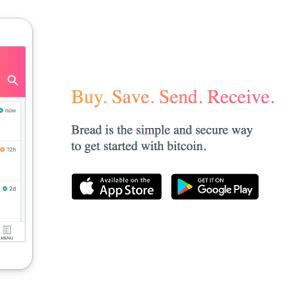 Buy. Save. Send. Receive.
now
Bread is the simple and secure way
to get started with bitcoin.
12h
2d
Available on the
App Store
GET IT ON
Google Play
MENU